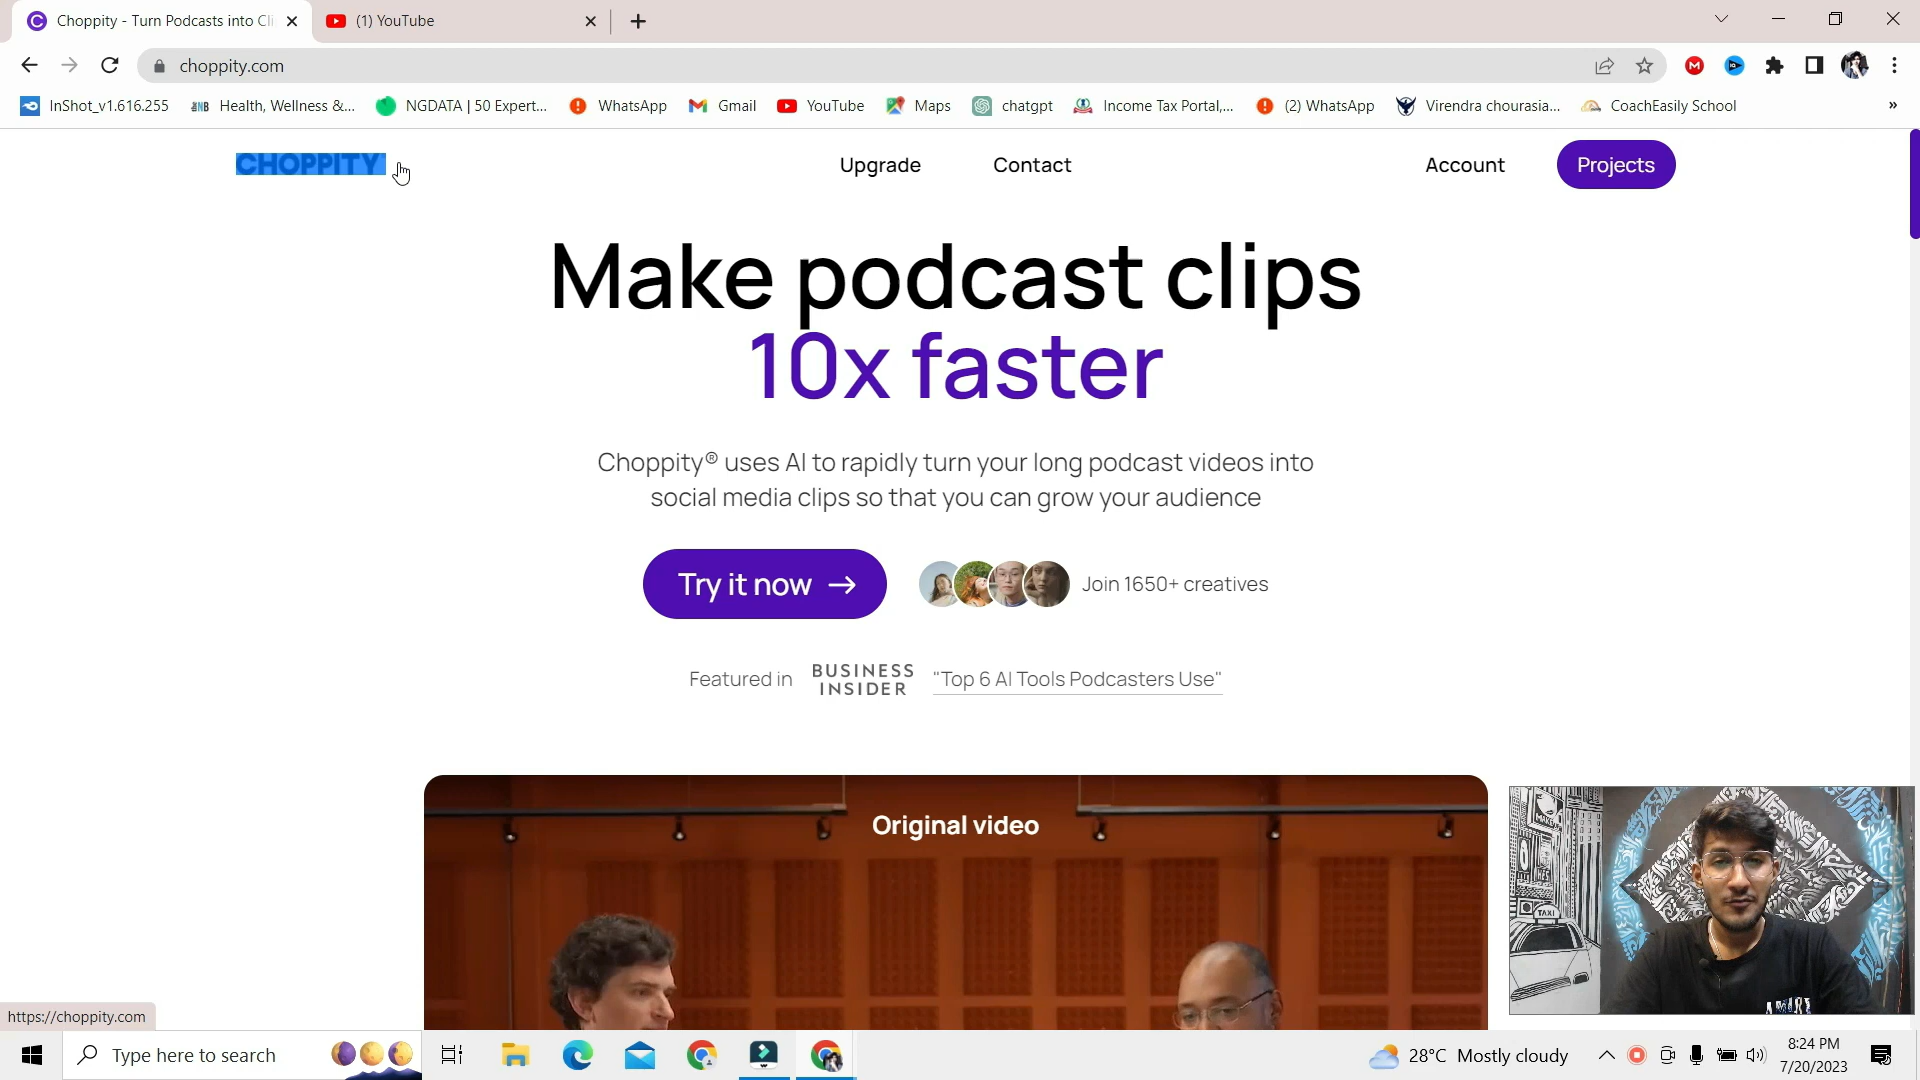 Choppity - Turn Podcasts into Cli
(1) YouTube
choppity.com
InShot_v1.616.255
Health, Wellness &...
NGDATA | 50 Expert...
WhatsApp
Gmail
YouTube
Maps
chatgpt
Income Tax Portal,...
(2) WhatsApp
Virendra chourasia...
CoachEasily School
»
CHOPPITY
Upgrade
Contact
Account
Projects
Make podcast clips
10x faster
Choppity® uses AI to rapidly turn your long podcast videos into
social media clips so that you can grow your audience
Try it now →
Join 1650+ creatives
Featured in
BUSINESS
INSIDER
"Top 6 AI Tools Podcasters Use"
Original video
TAXI
https://choppity.com
Type here to search
28°C Mostly cloudy
8:24 PM
7/20/2023